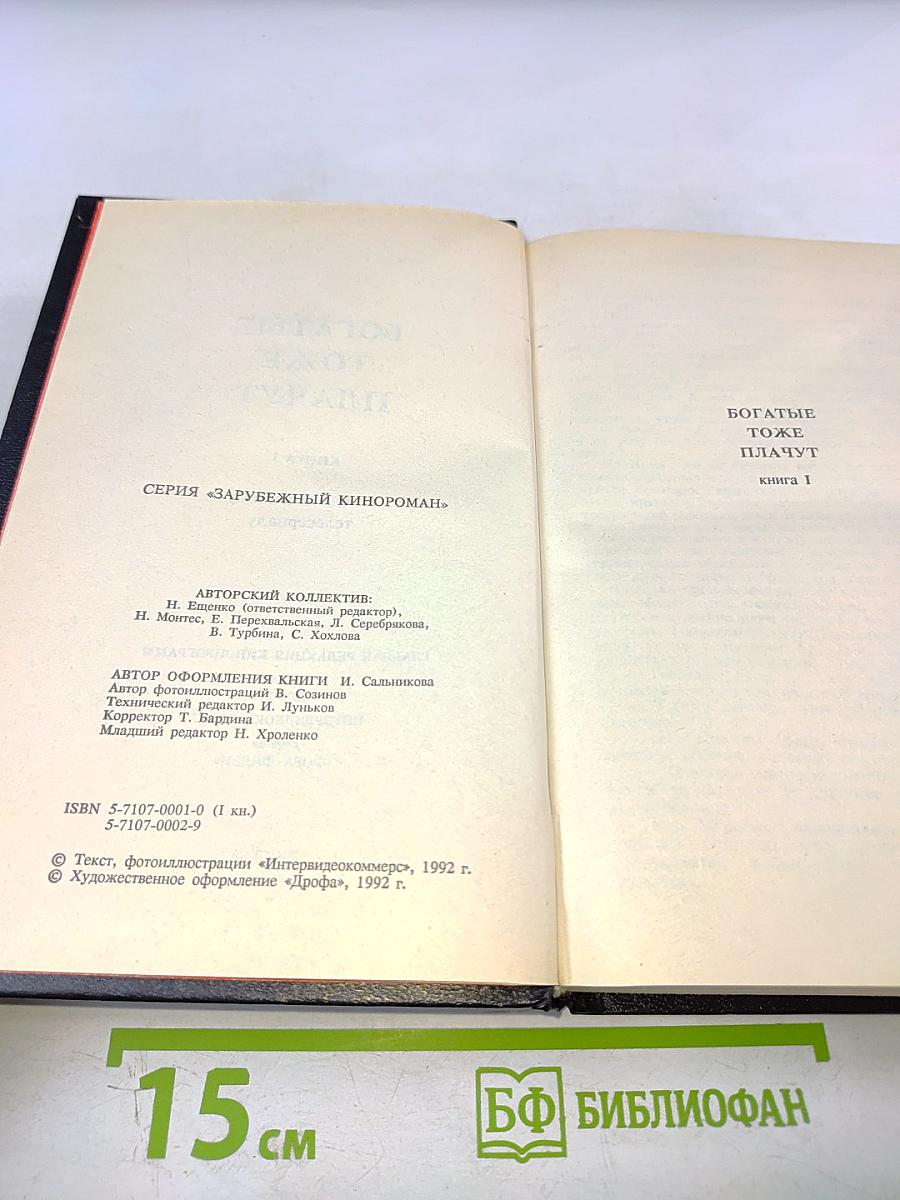 СЕРИЯ «ЗАРУБЕЖНЫЙ КИНОРОМАН»
АВТОРСКИЙ КОЛЛЕКТИВ:
Н. Ещенко (ответственный редактор),
Н. Монтес, Е. Перехвальская, Л. Серебрякова,
В. Турбина, С. Хохлова
АВТОР ОФОРМЛЕНИЯ КНИГИ И. Сальникова
Автор фотоиллюстраций В. Созинов
Технический редактор И. Луньков
Корректор Т. Бардина
Младший редактор Н. Хроленко
ISBN 5-7107-0001-0 (I кн.)
5-7107-0002-9
© Текст, фотоиллюстрации «Интервидеокоммерс», 1992 г.
© Художественное оформление «Дрофа», 1992 г.
БОГАТЫЕ
ТОЖЕ
ПЛАЧУТ
книга I
15 см
БФ БИБЛИОФАН